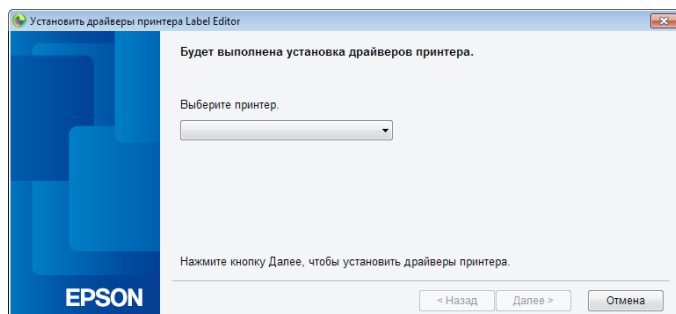 Установить драйверы принтера Label Editor
Будет выполнена установка драйверов принтера.
Выберите принтер.
Нажмите кнопку Далее, чтобы установить драйверы принтера.
EPSON
< Назад
Далее >
Отмена